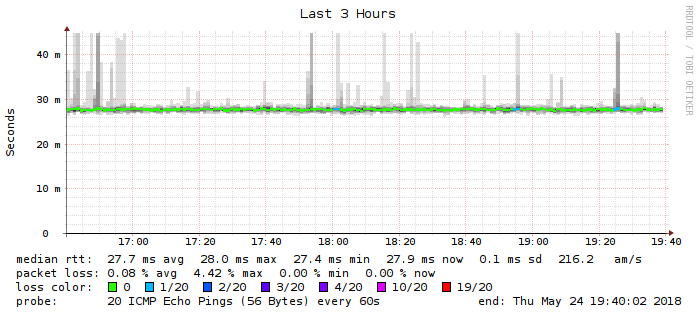 Last 3 Hours
RRDTOOL / TOBI OETIKER
Seconds
40 m
30 m
20 m
10 m
0
17:00 17:20 17:40 18:00 18:20 18:40 19:00 19:20 19:40
median rtt: 27.7 ms avg 28.0 ms max 27.4 ms min 27.9 ms now 0.1 ms sd 216.2 am/s
packet loss: 0.08 % avg 4.42 % max 0.00 % min 0.00 % now
loss color: 0 1/20 2/20 3/20 4/20 10/20 19/20
probe: 20 ICMP Echo Pings (56 Bytes) every 60s end: Thu May 24 19:40:02 2018